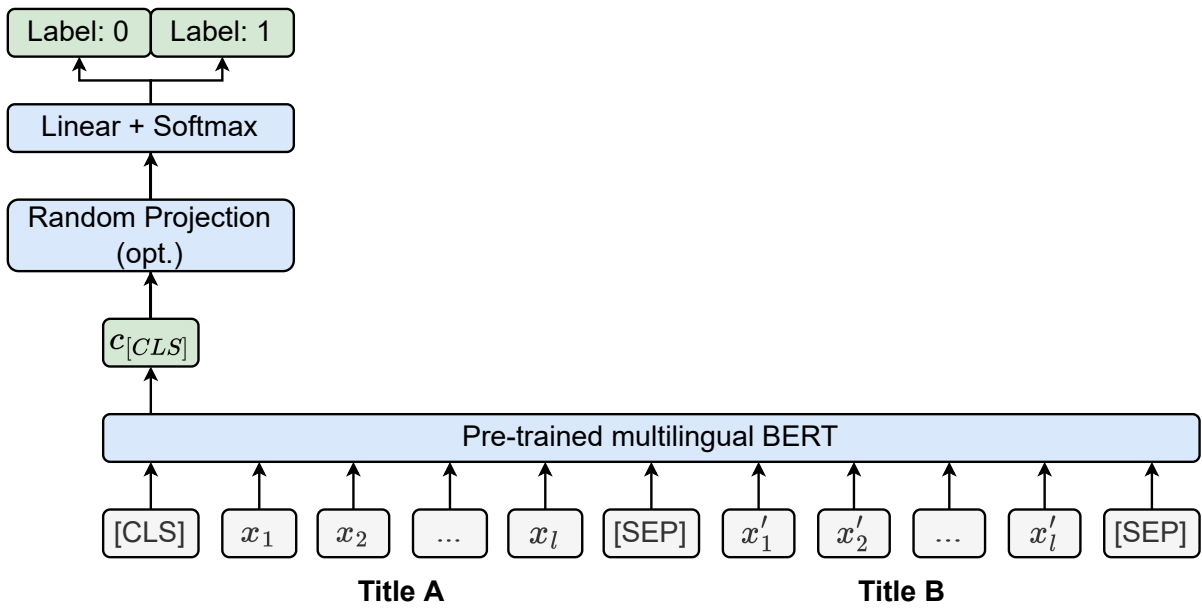 Label: 0 Label: 1
Linear + Softmax
Random Projection
(opt.)
c[CLS]
Pre-trained multilingual BERT
[CLS] x1 x2 ... xl [SEP] x′1 x′2 ... x′l [SEP]
Title A Title B